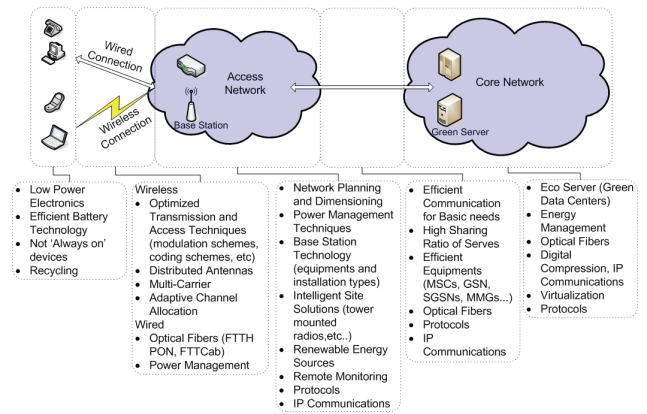 Wired
Connection
Wireless
Connection
Access
Network
Base Station
Core Network
Green Server
• Low Power
Electronics
• Efficient Battery
Technology
• Not 'Always on'
devices
• Recycling
Wireless
• Optimized
Transmission and
Access Techniques
(modulation schemes,
coding schemes, etc)
• Distributed Antennas
• Multi-Carrier
• Adaptive Channel
Allocation
Wired
• Optical Fibers (FTTH
PON, FTTCab)
• Power Management
• Network Planning
and Dimensioning
• Power Management
Techniques
• Base Station
Technology
(equipments and
installation types)
• Intelligent Site
Solutions (tower
mounted
radios,etc..)
• Renewable Energy
Sources
• Remote Monitoring
• Protocols
• IP Communications
• Efficient
Communication
for Basic needs
• High Sharing
Ratio of Serves
• Efficient
Equipments
(MSCs, GSN,
SGSNs, MMGs...)
• Optical Fibers
• Protocols
• IP
Communications
• Eco Server (Green
Data Centers)
• Energy
Management
• Optical Fibers
• Digital
Compression, IP
Communications
• Virtualization
• Protocols